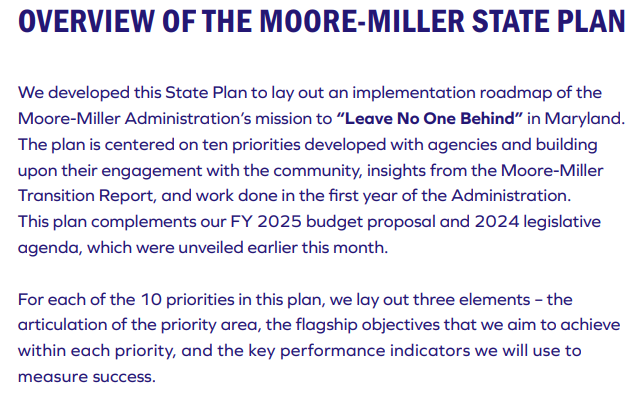 OVERVIEW OF THE MOORE-MILLER STATE PLAN
We developed this State Plan to lay out an implementation roadmap of the
Moore-Miller Administration’s mission to “Leave No One Behind” in Maryland.
The plan is centered on ten priorities developed with agencies and building
upon their engagement with the community, insights from the Moore-Miller
Transition Report, and work done in the first year of the Administration.
This plan complements our FY 2025 budget proposal and 2024 legislative
agenda, which were unveiled earlier this month.
For each of the 10 priorities in this plan, we lay out three elements – the
articulation of the priority area, the flagship objectives that we aim to achieve
within each priority, and the key performance indicators we will use to
measure success.